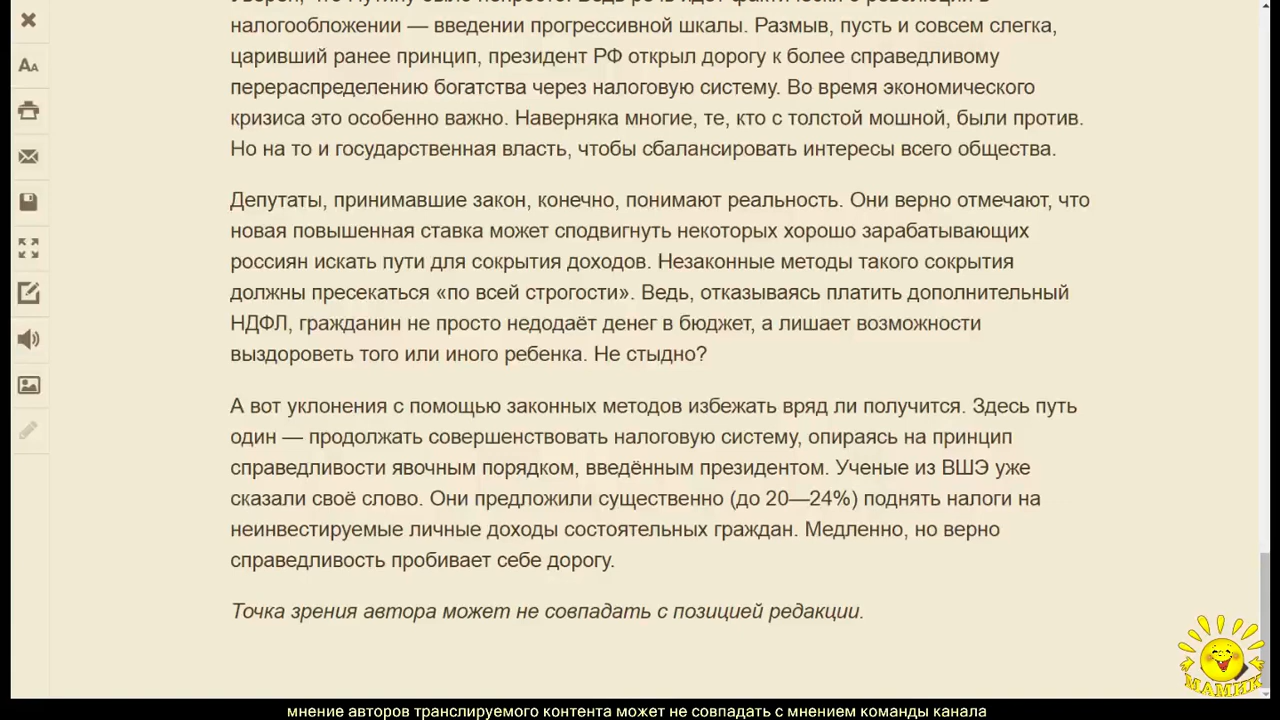 налогообложении — введении прогрессивной шкалы. Размыв, пусть и совсем слегка,
царивший ранее принцип, президент РФ открыл дорогу к более справедливому
перераспределению богатства через налоговую систему. Во время экономического
кризиса это особенно важно. Наверняка многие, те, кто с толстой мошной, были против.
Но на то и государственная власть, чтобы сбалансировать интересы всего общества.
Депутаты, принимавшие закон, конечно, понимают реальность. Они верно отмечают, что
новая повышенная ставка может сподвигнуть некоторых хорошо зарабатывающих
россиян искать пути для сокрытия доходов. Незаконные методы такого сокрытия
должны пресекаться «по всей строгости». Ведь, отказываясь платить дополнительный
НДФЛ, гражданин не просто недодаёт денег в бюджет, а лишает возможности
выздороветь того или иного ребенка. Не стыдно?
А вот уклонения с помощью законных методов избежать вряд ли получится. Здесь путь
один — продолжать совершенствовать налоговую систему, опираясь на принцип
справедливости явочным порядком, введённым президентом. Ученые из ВШЭ уже
сказали своё слово. Они предложили существенно (до 20—24%) поднять налоги на
неинвестируемые личные доходы состоятельных граждан. Медленно, но верно
справедливость пробивает себе дорогу.
Точка зрения автора может не совпадать с позицией редакции.
МАМИК
мнение авторов транслируемого контента может не совпадать с мнением команды канала